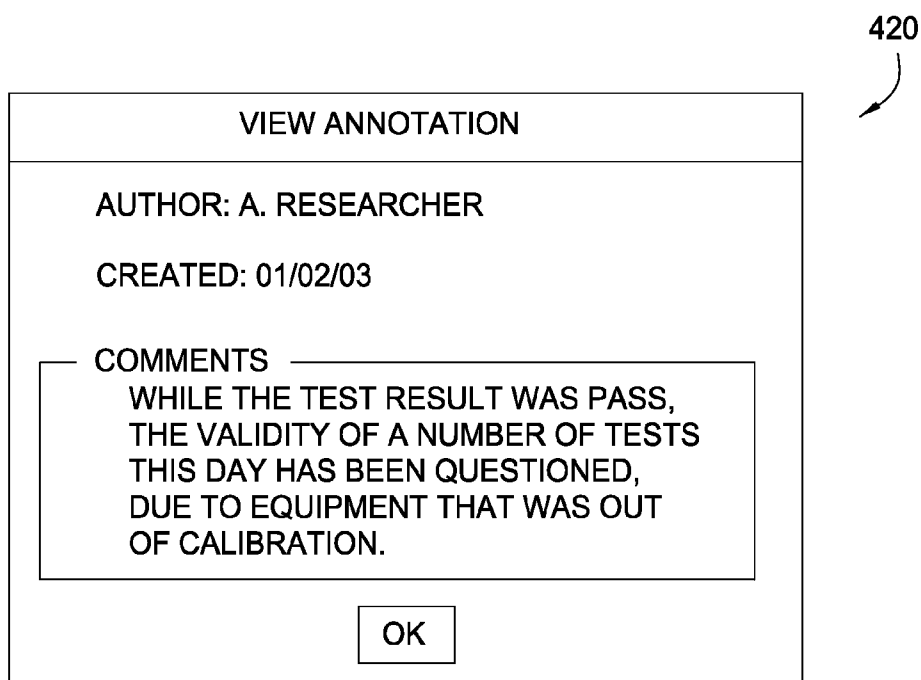 420
VIEW ANNOTATION
AUTHOR: A. RESEARCHER
CREATED: 01/02/03
COMMENTS
WHILE THE TEST RESULT WAS PASS,
THE VALIDITY OF A NUMBER OF TESTS
THIS DAY HAS BEEN QUESTIONED,
DUE TO EQUIPMENT THAT WAS OUT
OF CALIBRATION.
OK